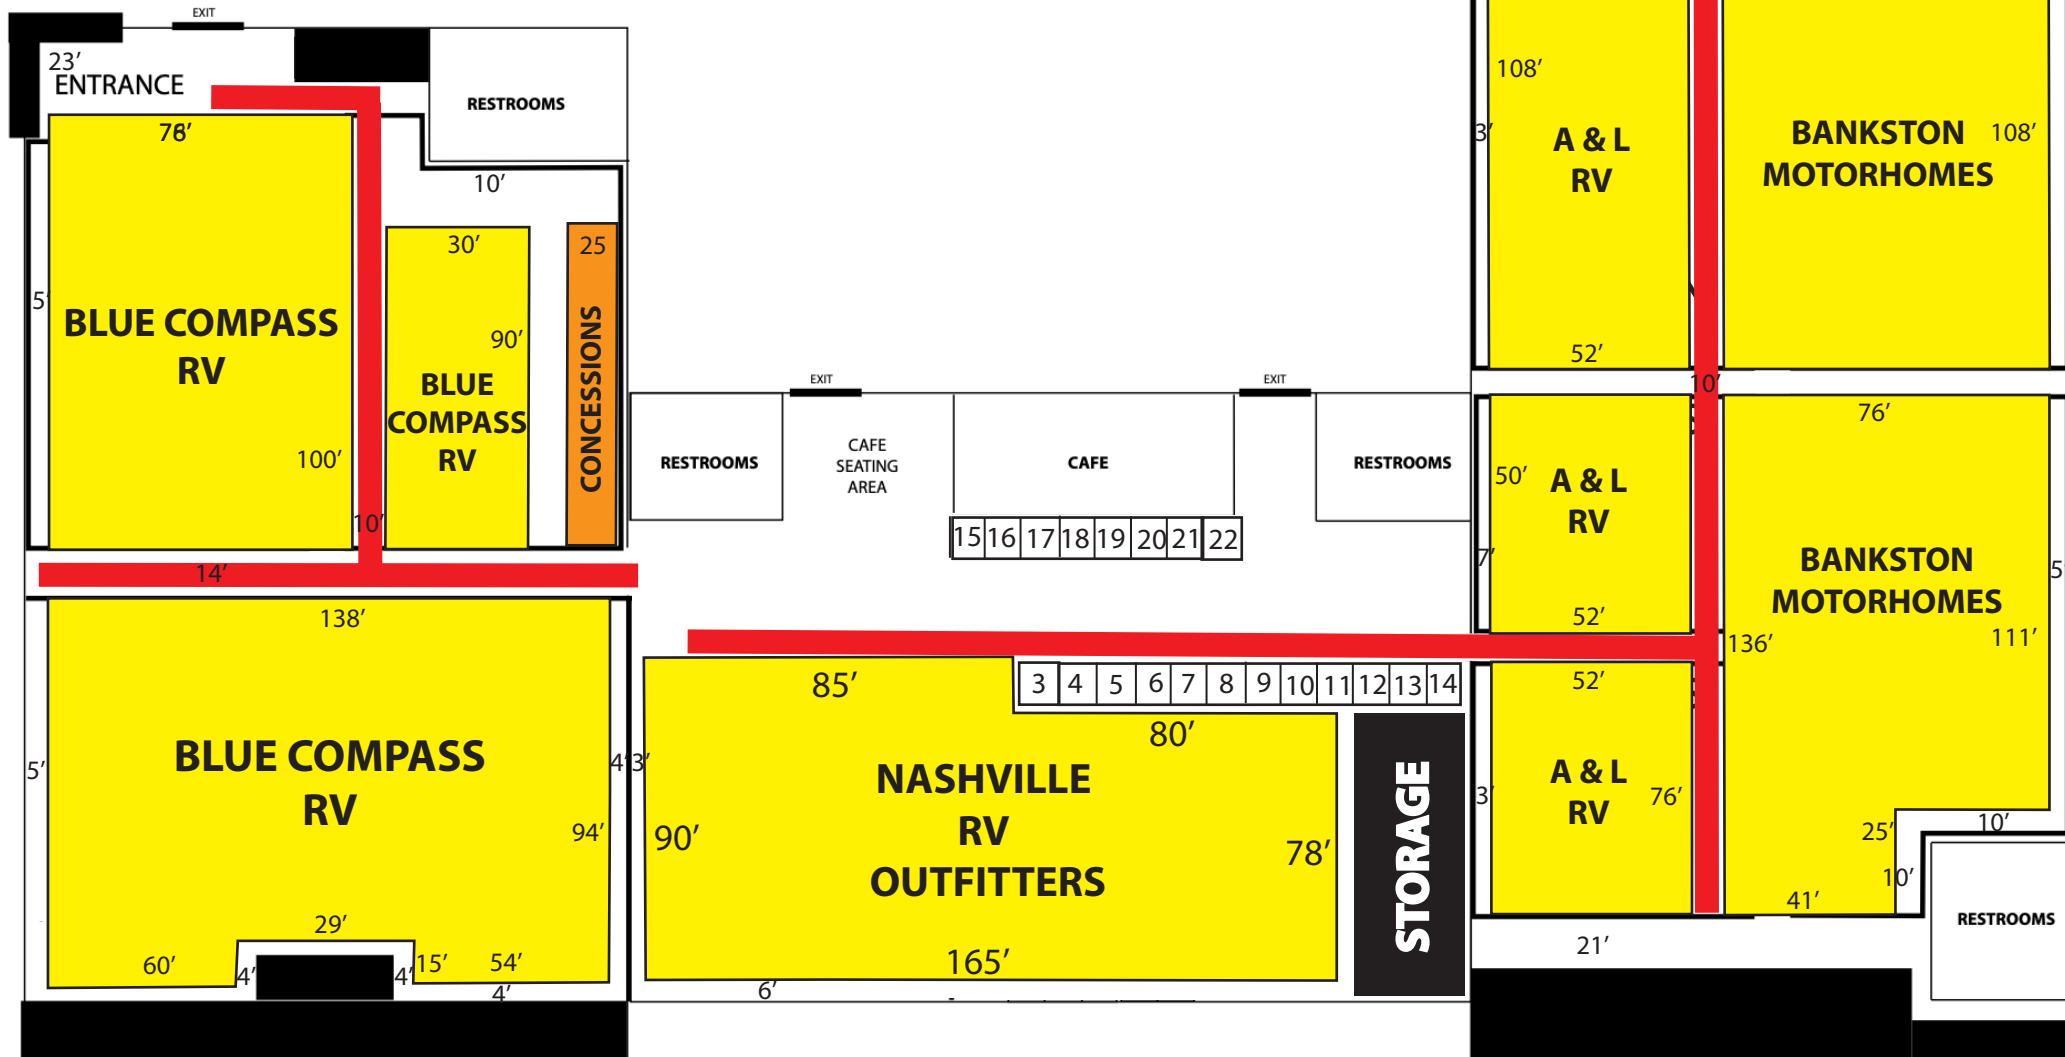 EXIT
23’
ENTRANCE
RESTROOMS
10’
5’
BLUE COMPASS
RV
100’
10’
30’
90’
BLUE
COMPASS
RV
25
CONCESSIONS
14’
138’
BLUE COMPASS
RV
5’
4’
3’
94’
29’
60’
4’
4’
15’
54’
4’
EXIT
EXIT
RESTROOMS
CAFE
SEATING
AREA
CAFE
RESTROOMS
15 16 17 18 19 20 21 22
85’
3 4 5 6 7 8 9 10 11 12 13 14
80’
NASHVILLE
RV
OUTFITTERS
90’
78’
165’
6’
STORAGE
108’
3’
A & L
RV
52’
BANKSTON
MOTORHOMES
108’
10’
50’
A & L
RV
7’
52’
76’
BANKSTON
MOTORHOMES
5
136’
111’
52’
A & L
RV
3’
76’
25’
10’
10’
41’
21’
RESTROOMS